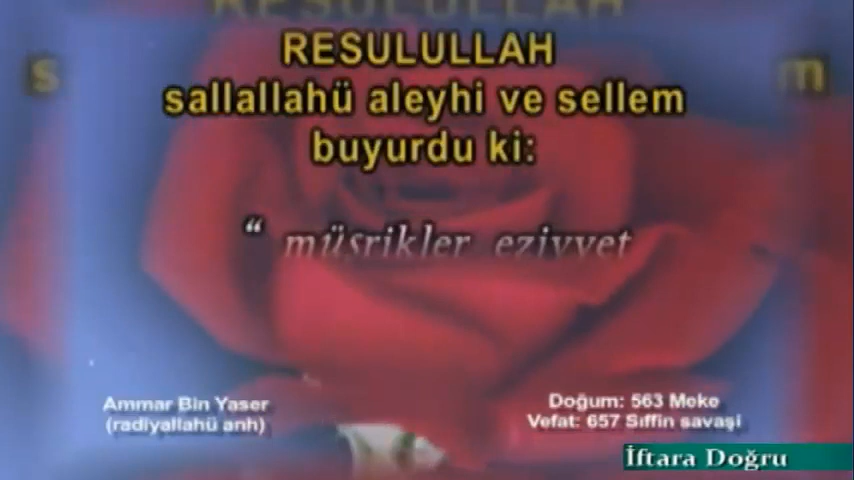 RESULULLAH
RESULULLAH
sallallahü aleyhi ve sellem
buyurdu ki:
“ müşrikler eziyyet
Ammar Bin Yaser
(radiyallahü anh)
Doğum: 563 Meke
Vefat: 657 Sıffin savaşi
İftara Doğru